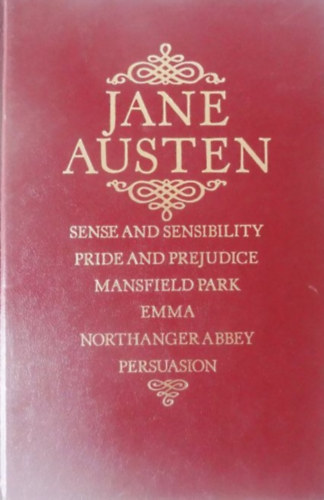 JANE
AUSTEN
SENSE AND SENSIBILITY
PRIDE AND PREJUDICE
MANSFIELD PARK
EMMA
NORTHANGER ABBEY
PERSUASION